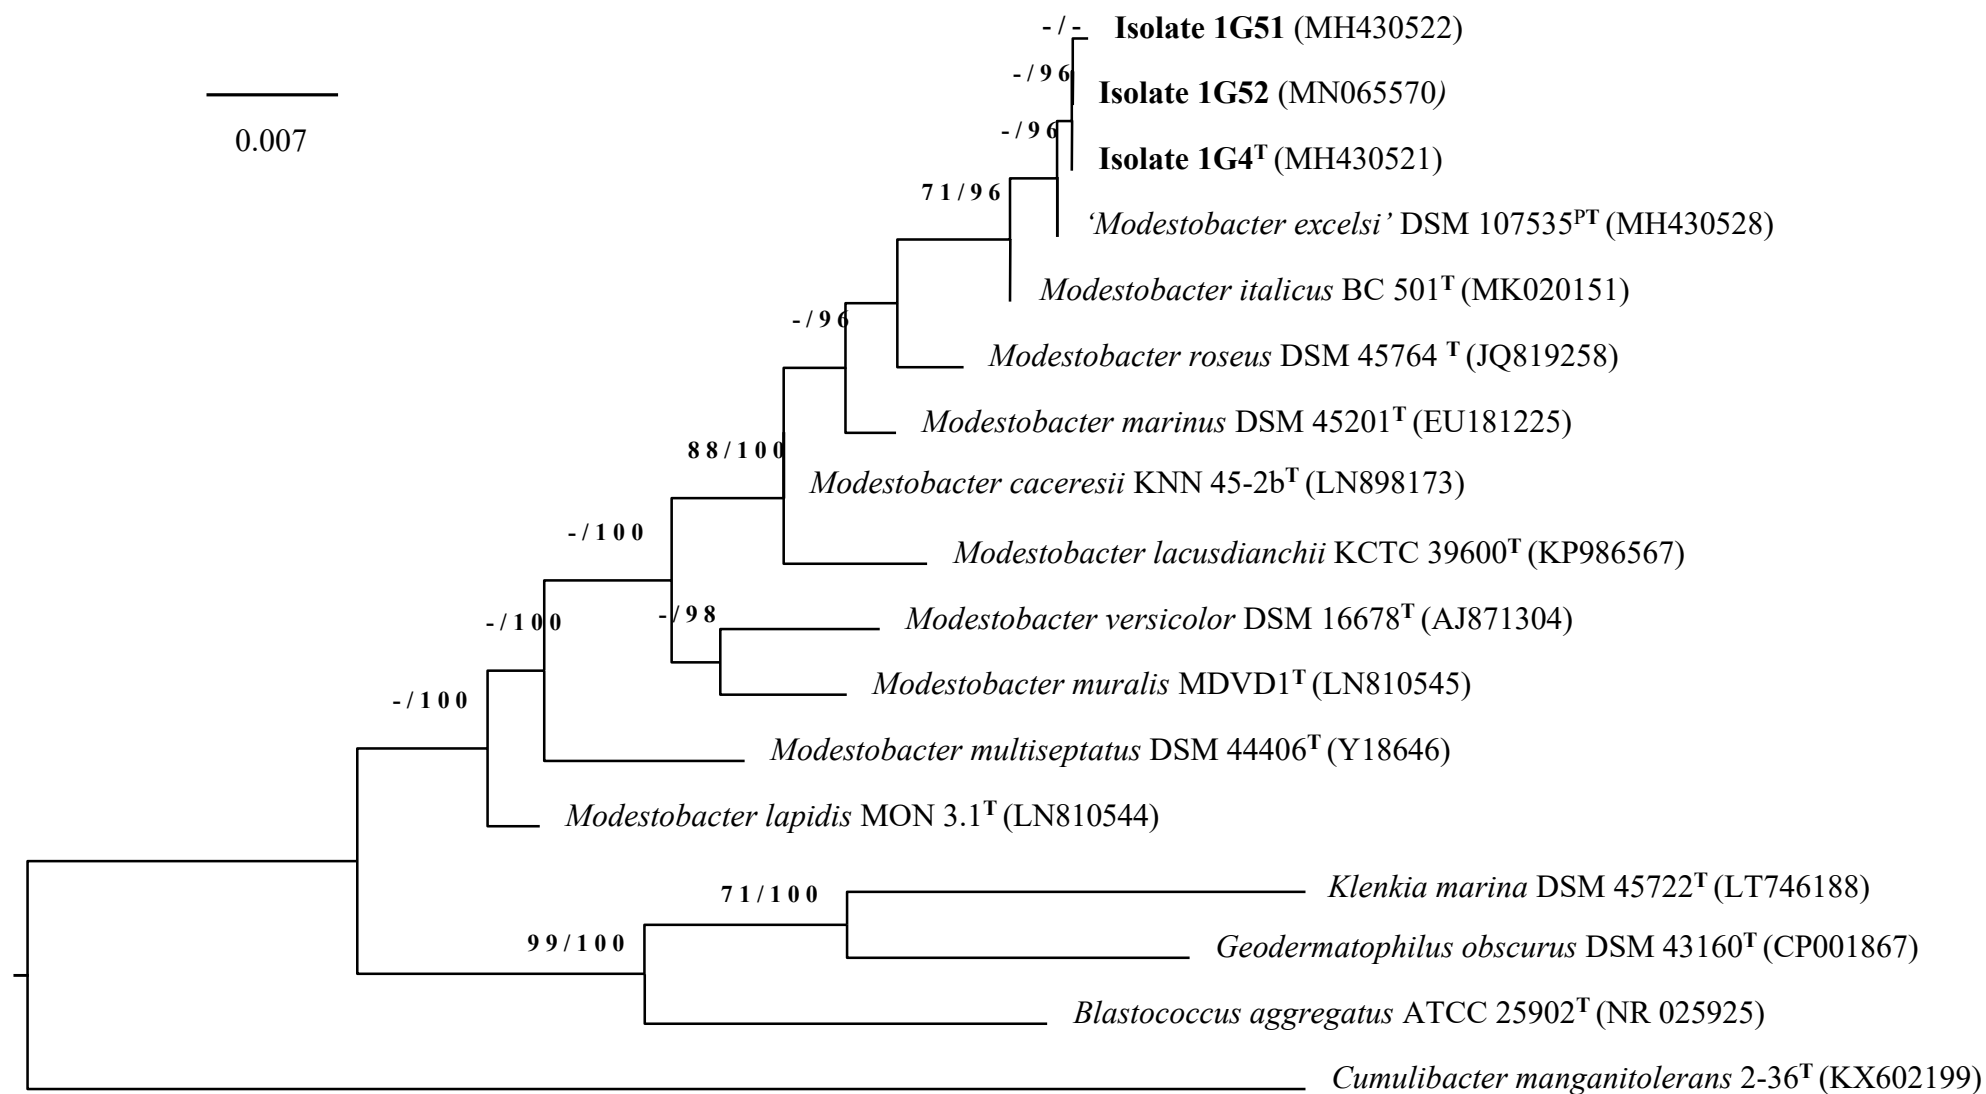 -/- Isolate 1G51 (MH430522)
-/96
Isolate 1G52 (MN065570)
0.007
-/96
Isolate 1G4ᵀ (MH430521)
71/96
‘Modestobacter excelsi’ DSM 107535ᴾᵀ (MH430528)
Modestobacter italicus BC 501ᵀ (MK020151)
-/96
Modestobacter roseus DSM 45764 ᵀ (JQ819258)
Modestobacter marinus DSM 45201ᵀ (EU181225)
88/100
Modestobacter caceresii KNN 45-2bᵀ (LN898173)
-/100
Modestobacter lacusdianchii KCTC 39600ᵀ (KP986567)
-/100
-/98
Modestobacter versicolor DSM 16678ᵀ (AJ871304)
Modestobacter muralis MDVD1ᵀ (LN810545)
-/100
Modestobacter multiseptatus DSM 44406ᵀ (Y18646)
Modestobacter lapidis MON 3.1ᵀ (LN810544)
71/100
Klenkia marina DSM 45722ᵀ (LT746188)
99/100
Geodermatophilus obscurus DSM 43160ᵀ (CP001867)
Blastococcus aggregatus ATCC 25902ᵀ (NR 025925)
Cumulibacter manganitolerans 2-36ᵀ (KX602199)